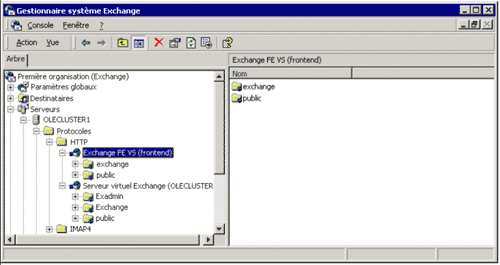 Gestionnaire système Exchange
Console Fenêtre ?
Action Vue
Arbre
Première organisation (Exchange)
Paramètres globaux
Destinataires
Serveurs
OLECLUSTER1
Protocoles
HTTP
Exchange FE VS (frontend)
exchange
public
Serveur virtuel Exchange (OLECLUSTER
Exadmin
Exchange
public
IMAP4
Exchange FE VS (frontend)
Nom
exchange
public